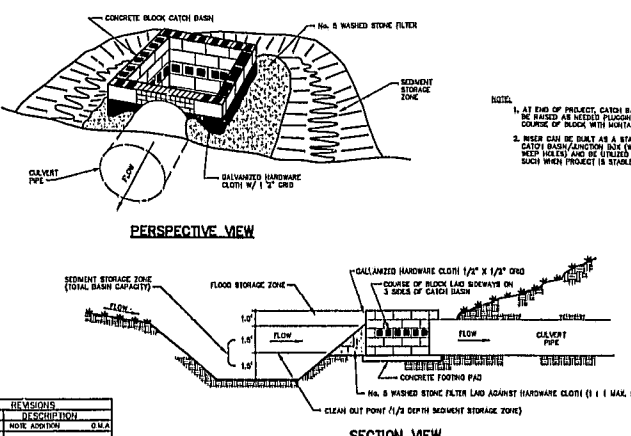 CONCRETE BLOCK CATCH BASIN
No. 5 WASHED STONE FILTER
SEDIMENT
STORAGE
ZONE
NOTE:
1. AT END OF PROJECT, CATCH B
BE RAISED AS NEEDED PLUGGIN
COURSE OF BLOCK WITH MONTA
2. RISER CAN BE BUILT AS A STA
CATCH BASIN/JUNCTION BOX (W
WEEP HOLES) AND BE UTILIZED
SUCH WHEN PROJECT IS STABLE
CULVERT
PIPE
FLOW
GALVANIZED HARDWARE
CLOTH W/ 1/2" GRID
PERSPECTIVE VIEW
SEDIMENT STORAGE ZONE
(TOTAL BASIN CAPACITY)
FLOOD STORAGE ZONE
GALVANIZED HARDWARE CLOTH 1/2" X 1/2" GRID
COURSE OF BLOCK LAID SIDEWAYS ON
3 SIDES OF CATCH BASIN
FLOW
1.0'
1.5'
1.5'
FLOW
FLOW
CULVERT
PIPE
CONCRETE FOOTING PAD
No. 5 WASHED STONE FILTER LAID AGAINST HARDWARE CLOTH (1 : 1 MAX.
CLEAN OUT POINT (1/2 DEPTH SEDIMENT STORAGE ZONE)
REVISIONS
DESCRIPTION
NOTE ADDITION O.M.A
SECTION VIEW